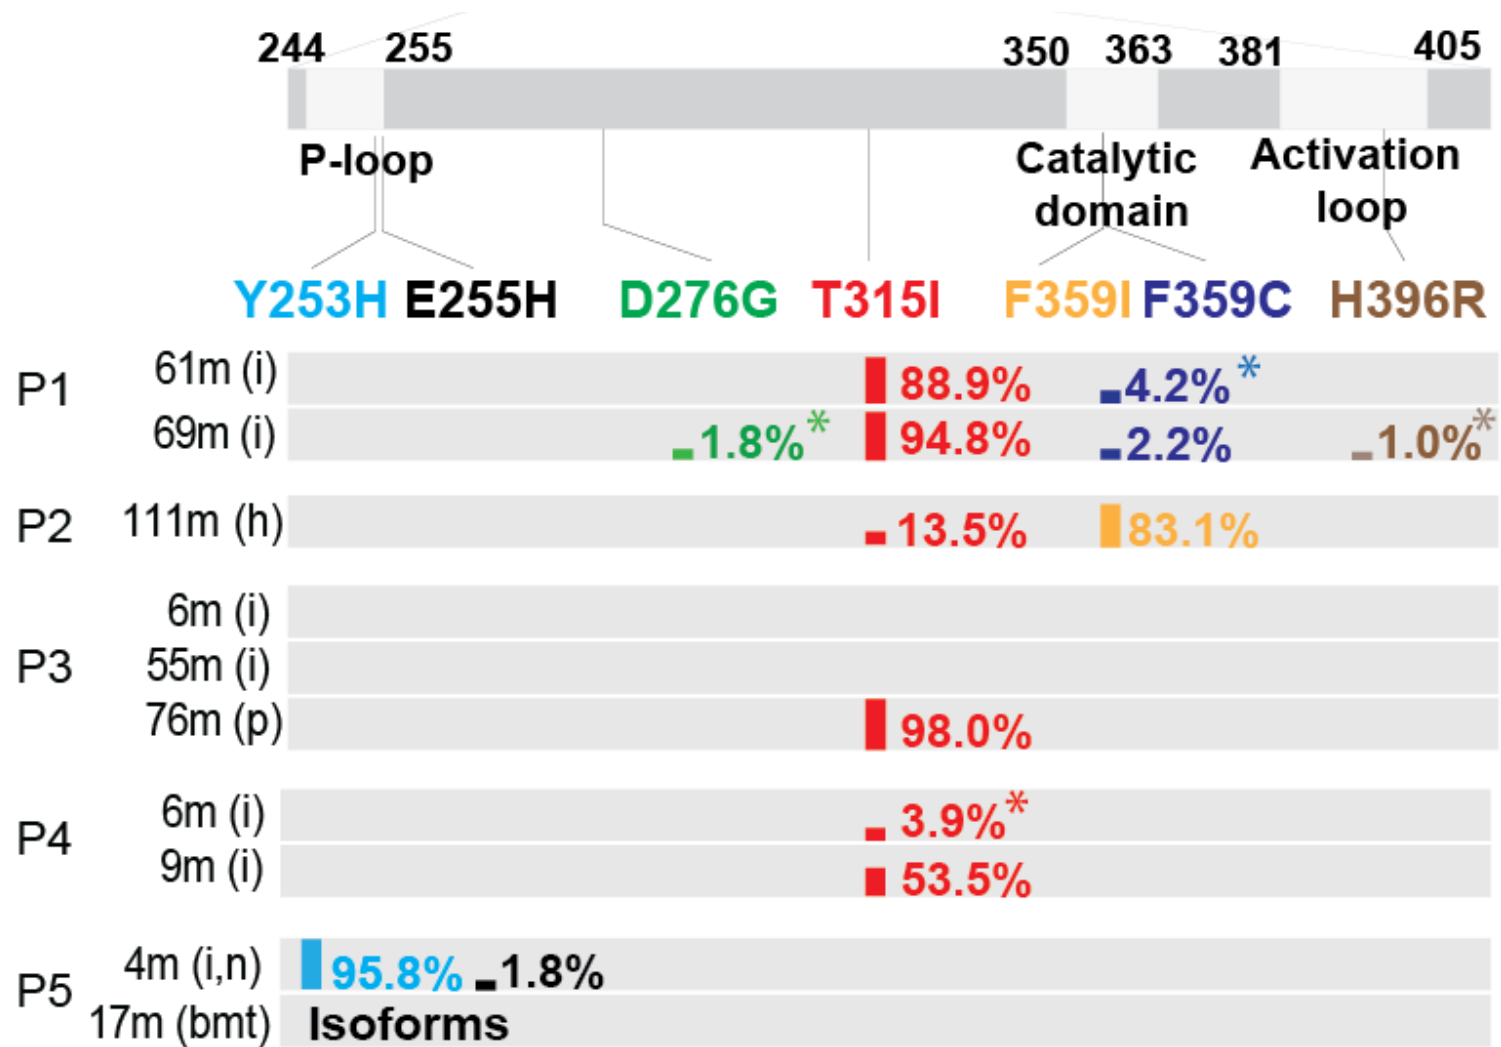 244 255 350 363 381 405
P-loop Catalytic domain Activation loop
Y253H E255H D276G T315I F359I F359C H396R
P1 61m (i) 88.9% 4.2% *
69m (i) 1.8% * 94.8% 2.2% 1.0% *
P2 111m (h) 13.5% 83.1%
P3 6m (i)
55m (i)
76m (p) 98.0%
P4 6m (i) 3.9% *
9m (i) 53.5%
P5 4m (i,n) 95.8% 1.8%
17m (bmt) Isoforms